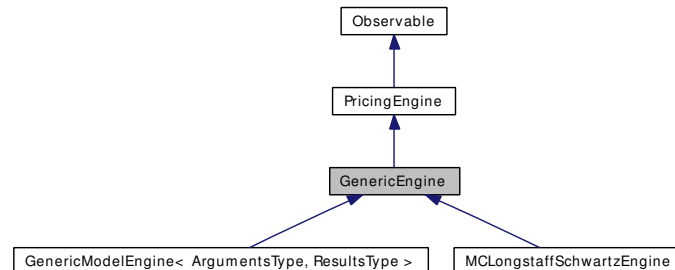 Observable
PricingEngine
GenericEngine
GenericModelEngine< ArgumentsType, ResultsType >
MCLongstaffSchwartzEngine